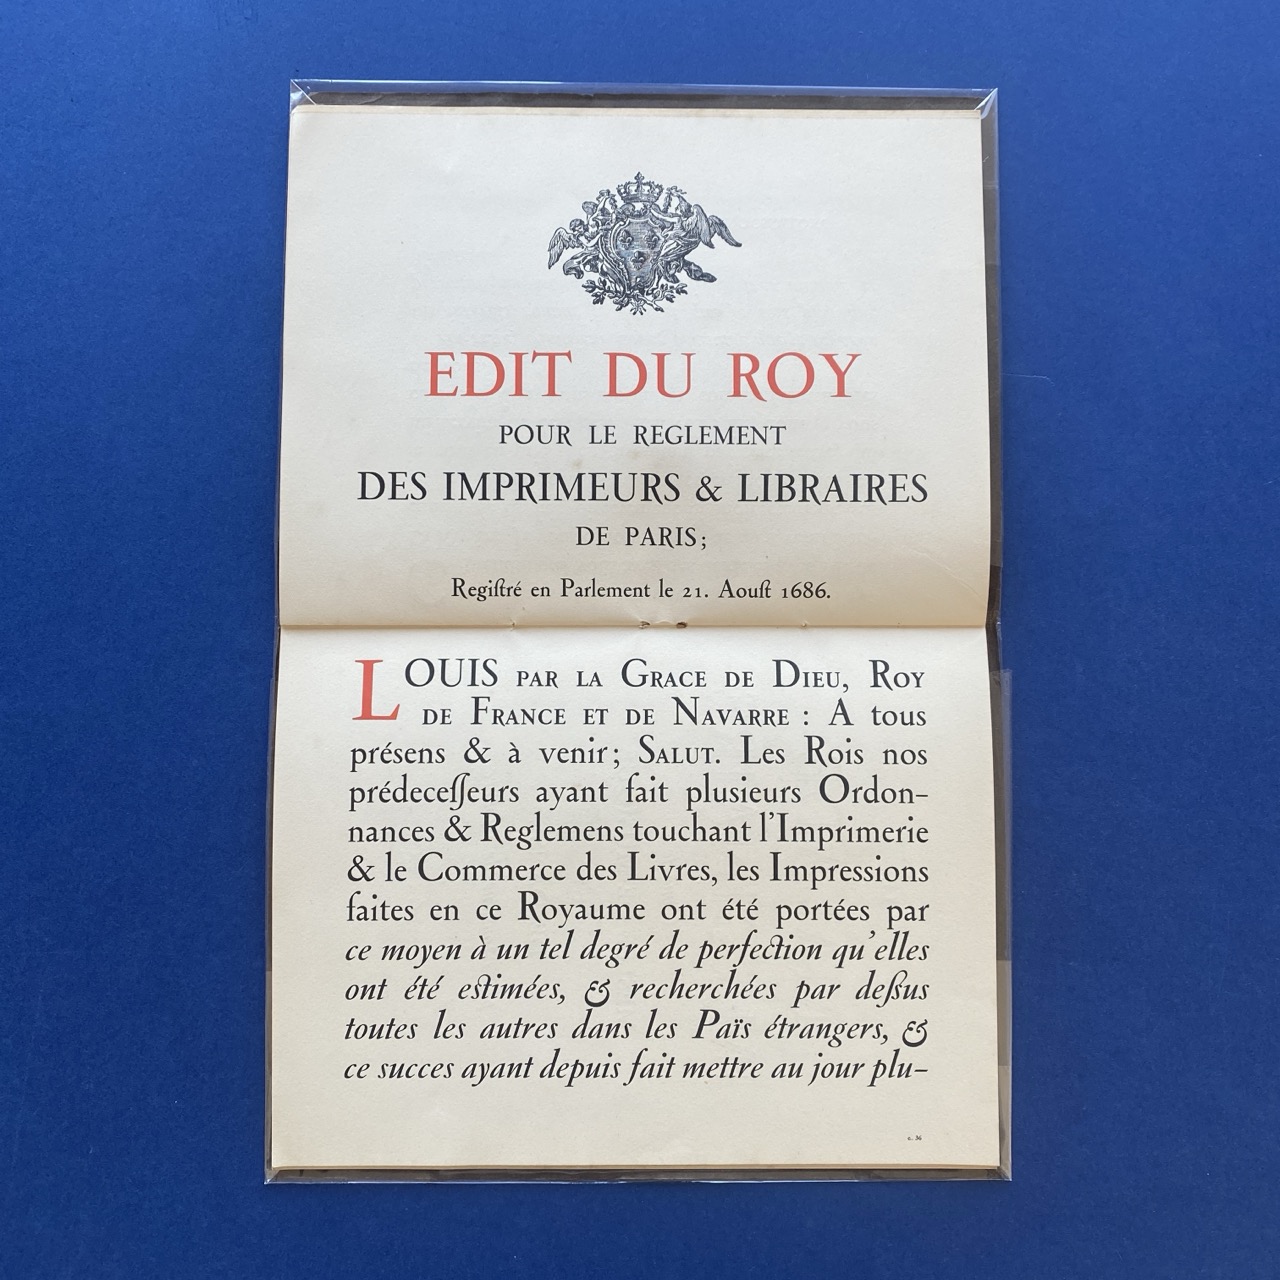 EDIT DU ROY
POUR LE REGLEMENT
DES IMPRIMEURS & LIBRAIRES
DE PARIS;
Regiſtré en Parlement le 21. Aouſt 1686.
LOUIS PAR LA GRACE DE DIEU, ROY
DE FRANCE ET DE NAVARRE : A tous
présens & à venir; SALUT. Les Rois nos
prédeceſſeurs ayant fait plusieurs Ordon-
nances & Reglemens touchant l'Imprimerie
& le Commerce des Livres, les Impressions
faites en ce Royaume ont été portées par
ce moyen à un tel degré de perfection qu'elles
ont été estimées, & recherchées par deſsus
toutes les autres dans les Païs étrangers, &
ce succes ayant depuis fait mettre au jour plu-
c. 36